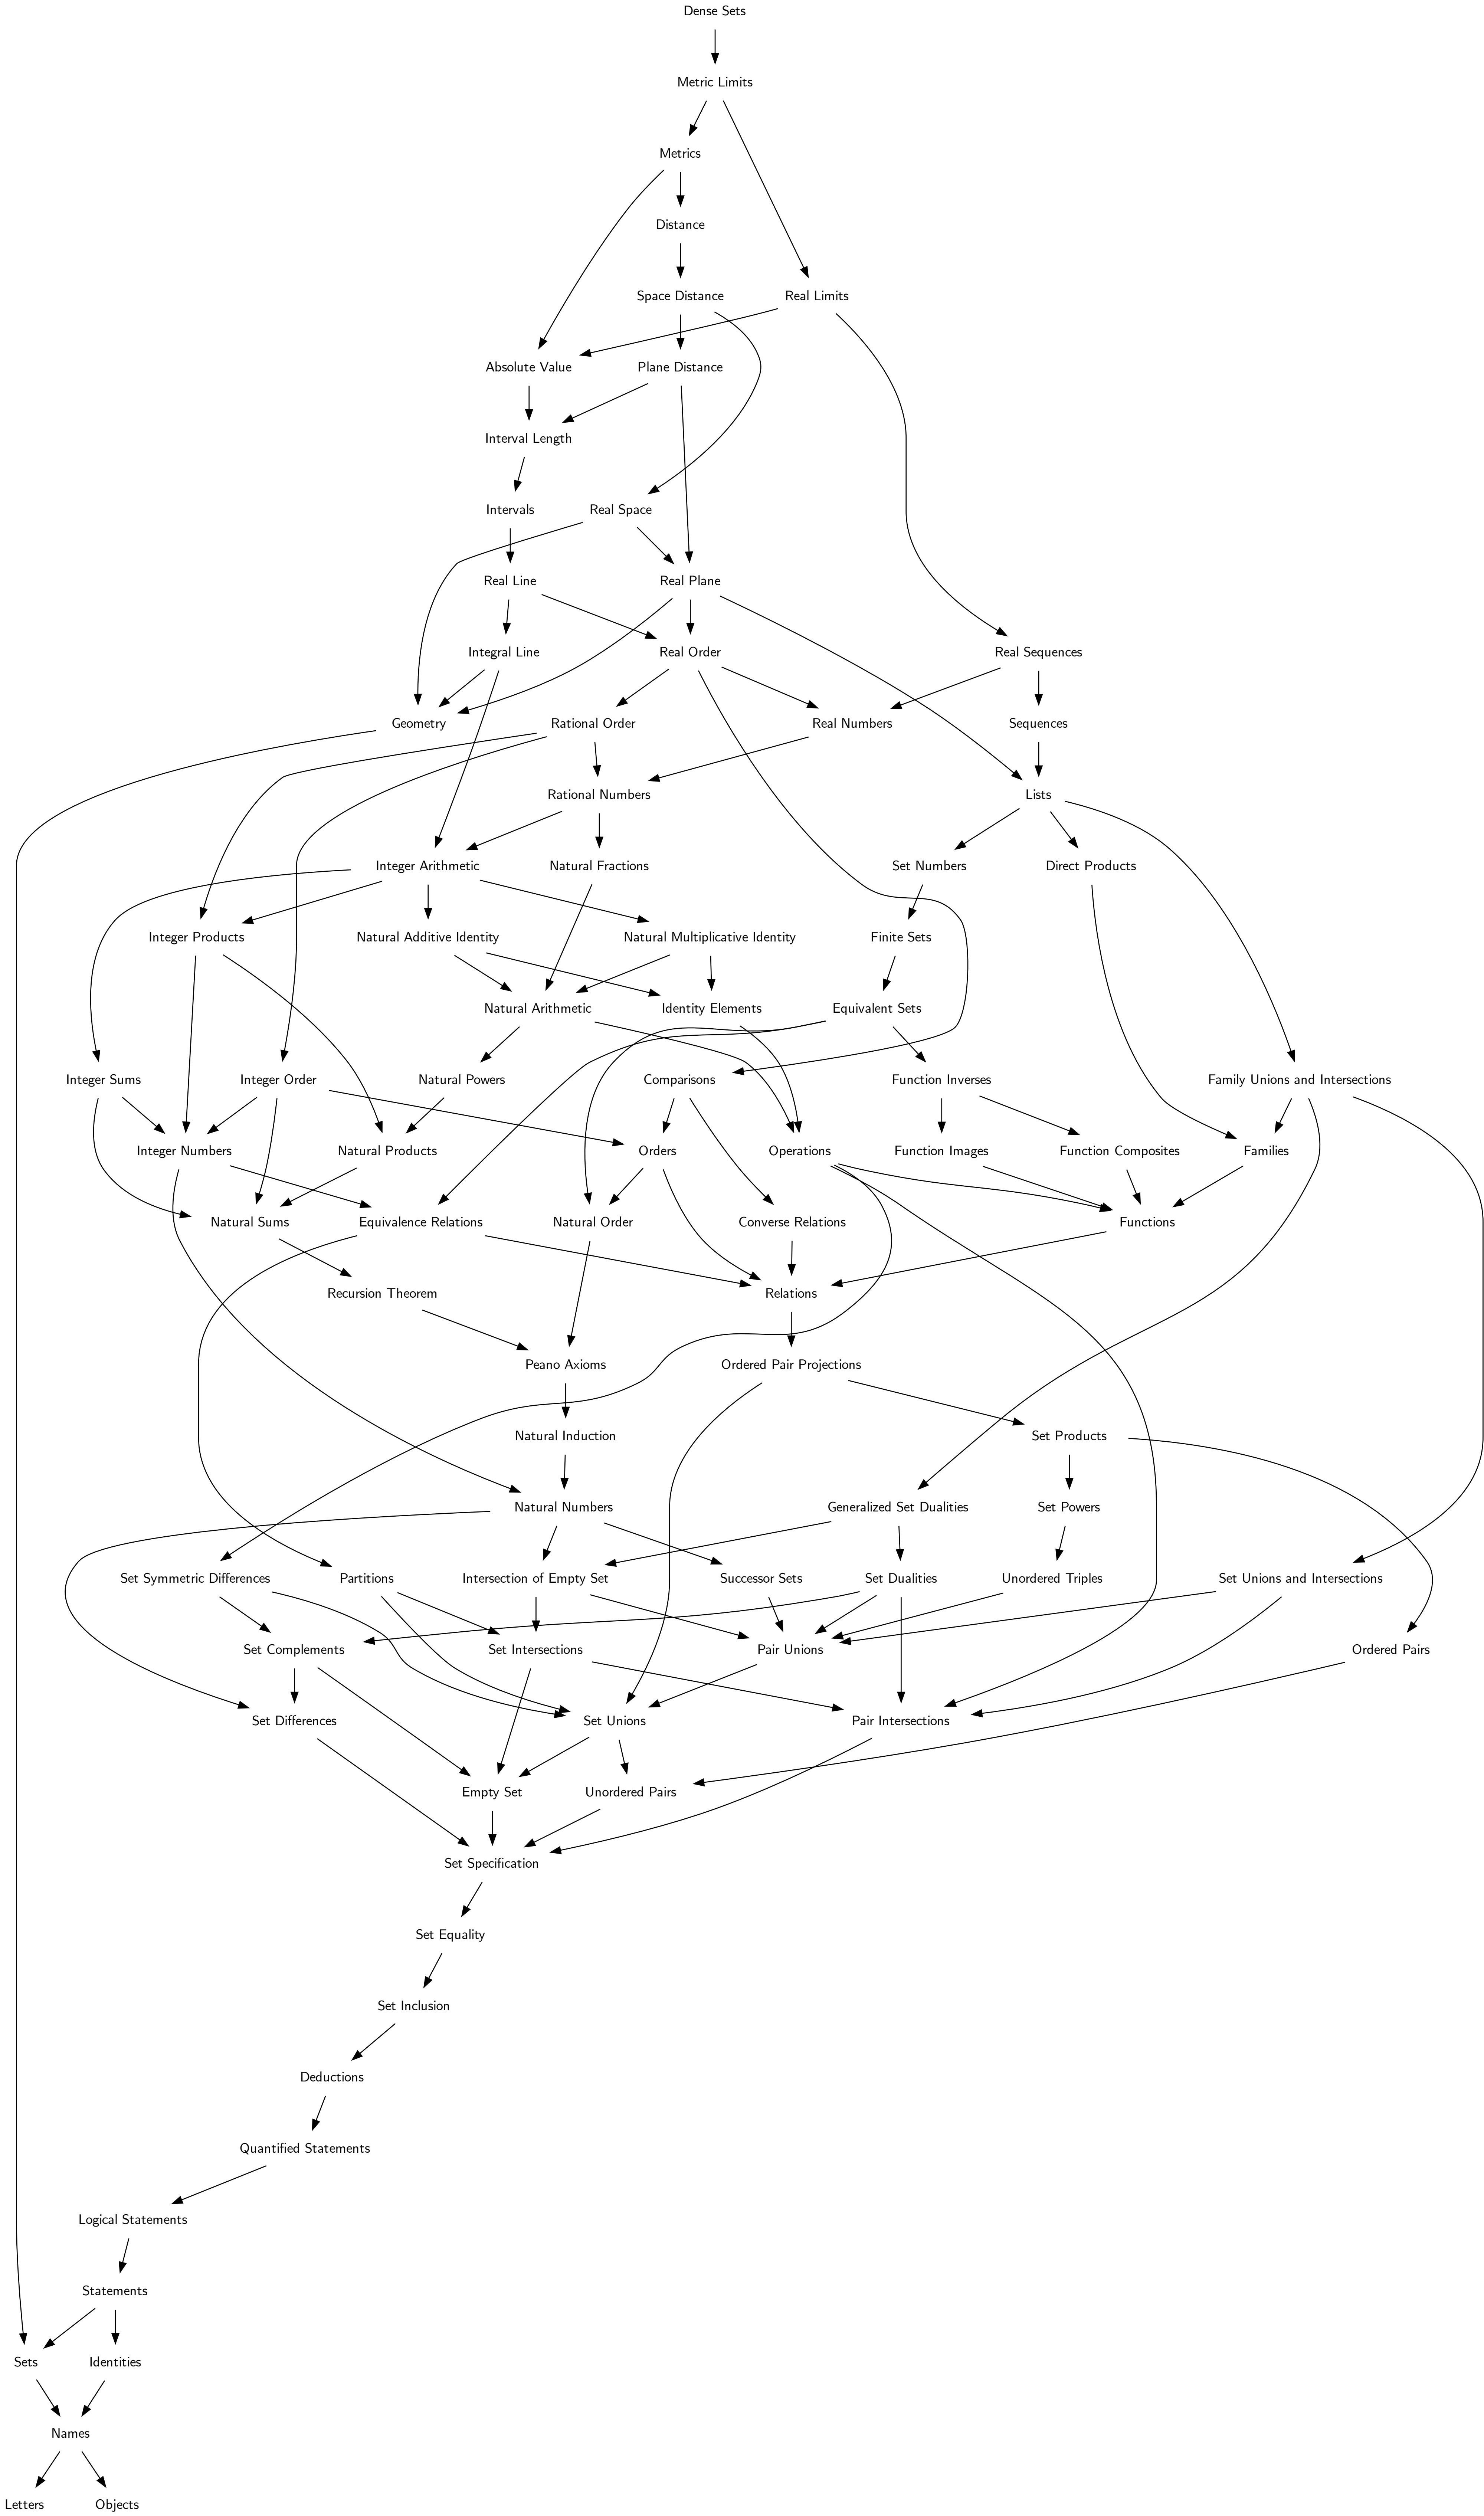 Dense Sets
Metric Limits
Metrics
Distance
Space Distance
Real Limits
Absolute Value
Plane Distance
Interval Length
Intervals
Real Space
Real Line
Real Plane
Integral Line
Real Order
Real Sequences
Geometry
Rational Order
Real Numbers
Sequences
Rational Numbers
Lists
Integer Arithmetic
Natural Fractions
Set Numbers
Direct Products
Integer Products
Natural Additive Identity
Natural Multiplicative Identity
Finite Sets
Natural Arithmetic
Identity Elements
Equivalent Sets
Integer Sums
Integer Order
Natural Powers
Comparisons
Function Inverses
Family Unions and Intersections
Integer Numbers
Natural Products
Orders
Operations
Function Images
Function Composites
Families
Natural Sums
Equivalence Relations
Natural Order
Converse Relations
Functions
Recursion Theorem
Relations
Peano Axioms
Ordered Pair Projections
Natural Induction
Set Products
Natural Numbers
Generalized Set Dualities
Set Powers
Set Symmetric Differences
Partitions
Intersection of Empty Set
Successor Sets
Set Dualities
Unordered Triples
Set Unions and Intersections
Set Complements
Set Intersections
Pair Unions
Ordered Pairs
Set Differences
Set Unions
Pair Intersections
Empty Set
Unordered Pairs
Set Specification
Set Equality
Set Inclusion
Deductions
Quantified Statements
Logical Statements
Statements
Sets
Identities
Names
Letters
Objects